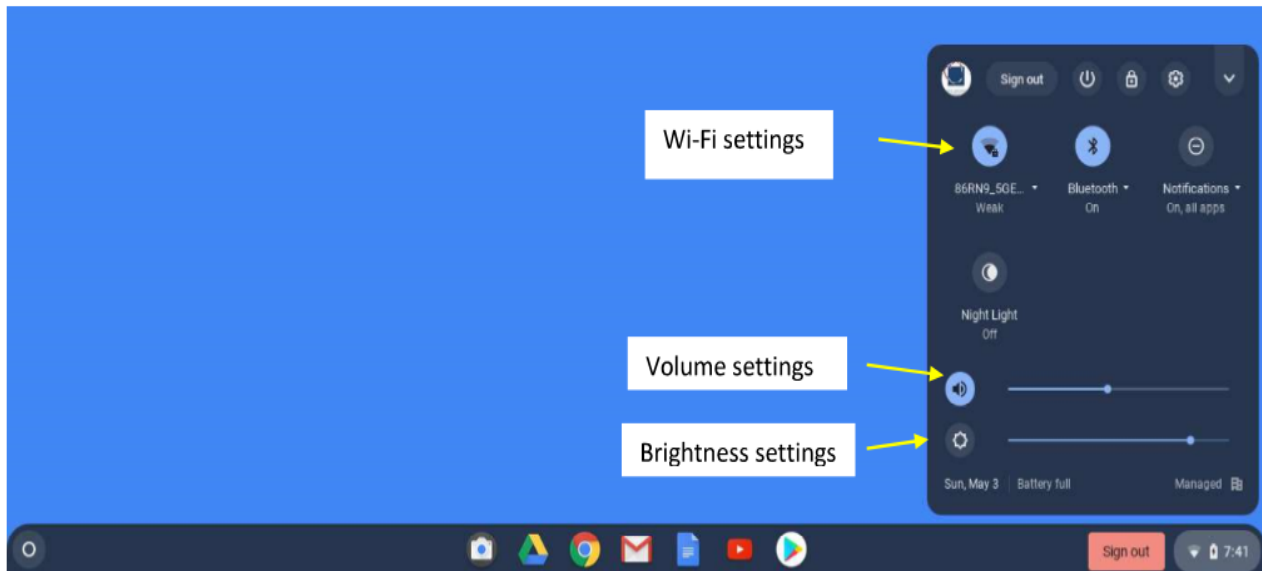 Sign out
Wi-Fi settings
86RN9_5GE... Bluetooth Notifications
Weak On On, all apps
Night Light
Off
Volume settings
Brightness settings
Sun, May 3 Battery full Managed
Sign out 7:41